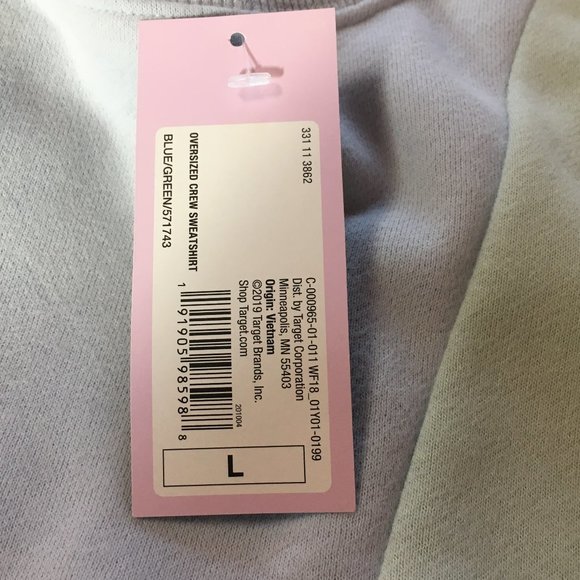 331 11 3862
C-000965-01-011 WF18_01Y01-0199
Dist. by Target Corporation
Minneapolis, MN 55403
Origin: Vietnam
©2019 Target Brands, Inc.
Shop Target.com
201004
1 91905 98598 8
OVERSIZED CREW SWEATSHIRT
BLUE/GREEN/571743
L